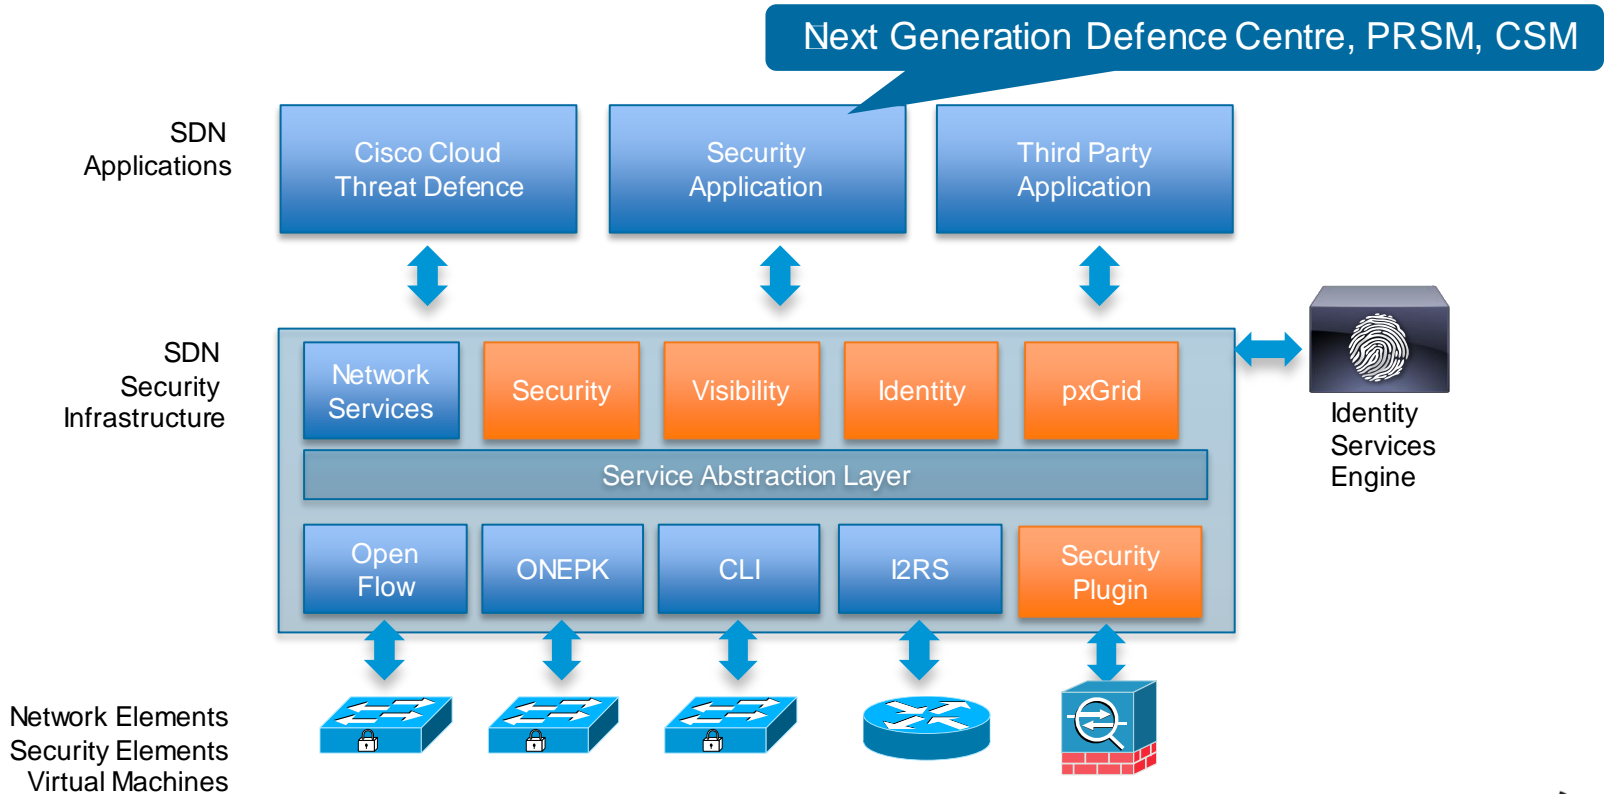 Next Generation Defence Centre, PRSM, CSM
SDN
Applications
Cisco Cloud
Threat Defence
Security
Application
Third Party
Application
SDN
Security
Infrastructure
Network
Services
Security
Visibility
Identity
pxGrid
Identity
Services
Engine
Service Abstraction Layer
Open
Flow
ONEPK
CLI
I2RS
Security
Plugin
Network Elements
Security Elements
Virtual Machines